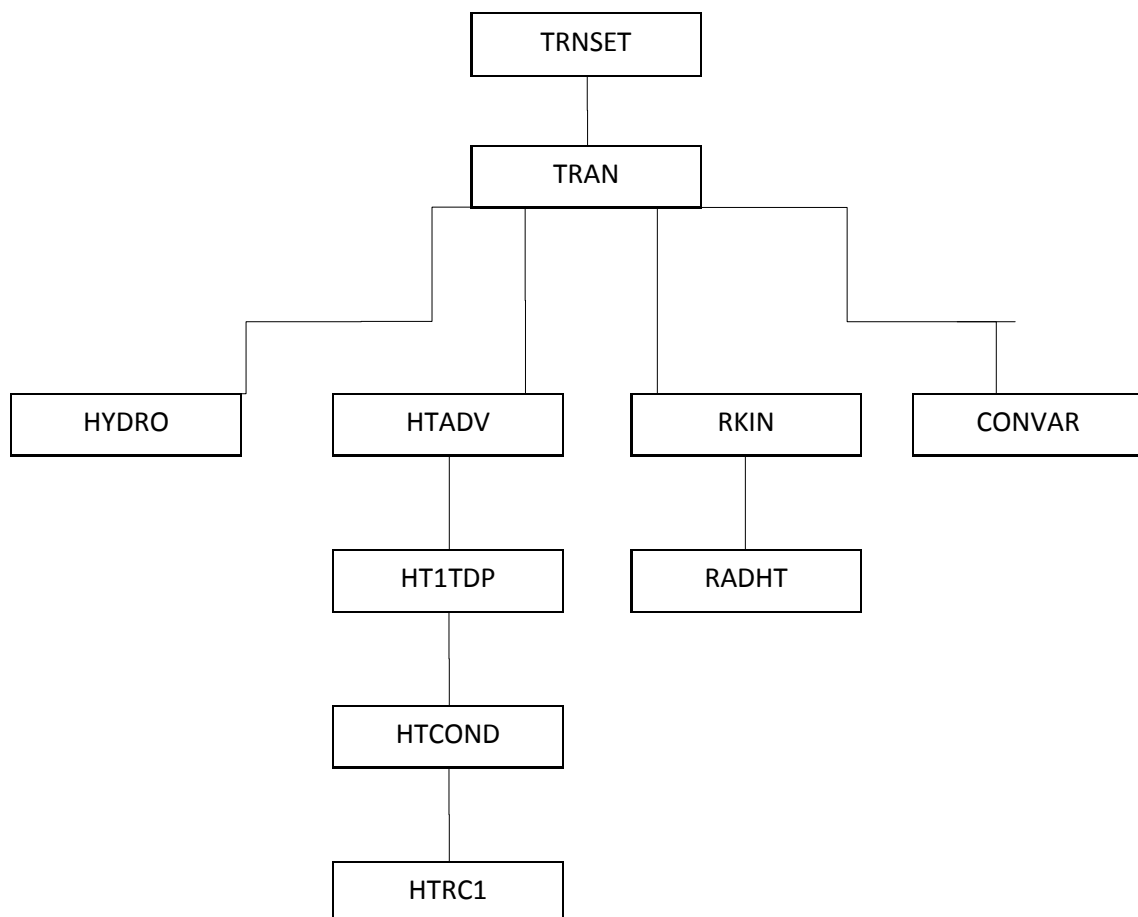 TRNSET
TRAN
HYDRO
HTADV
RKIN
CONVAR
HT1TDP
RADHT
HTCOND
HTRC1